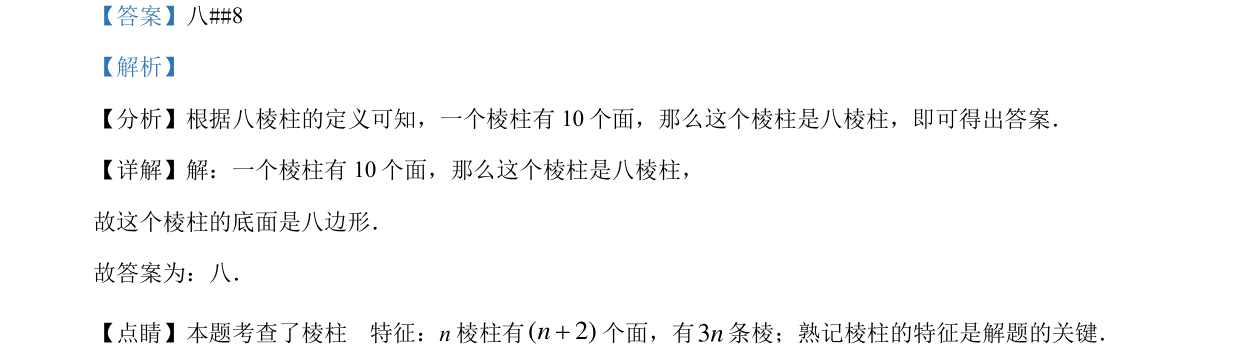 【答案】八##8
【解析】
【分析】根据八棱柱的定义可知，一个棱柱有 10 个面，那么这个棱柱是八棱柱，即可得出答案．
【详解】解：一个棱柱有 10 个面，那么这个棱柱是八棱柱，
故这个棱柱的底面是八边形．
故答案为：八．
【点睛】本题考查了棱柱　特征：n 棱柱有(n+2) 个面，有3n条棱；熟记棱柱的特征是解题的关键．